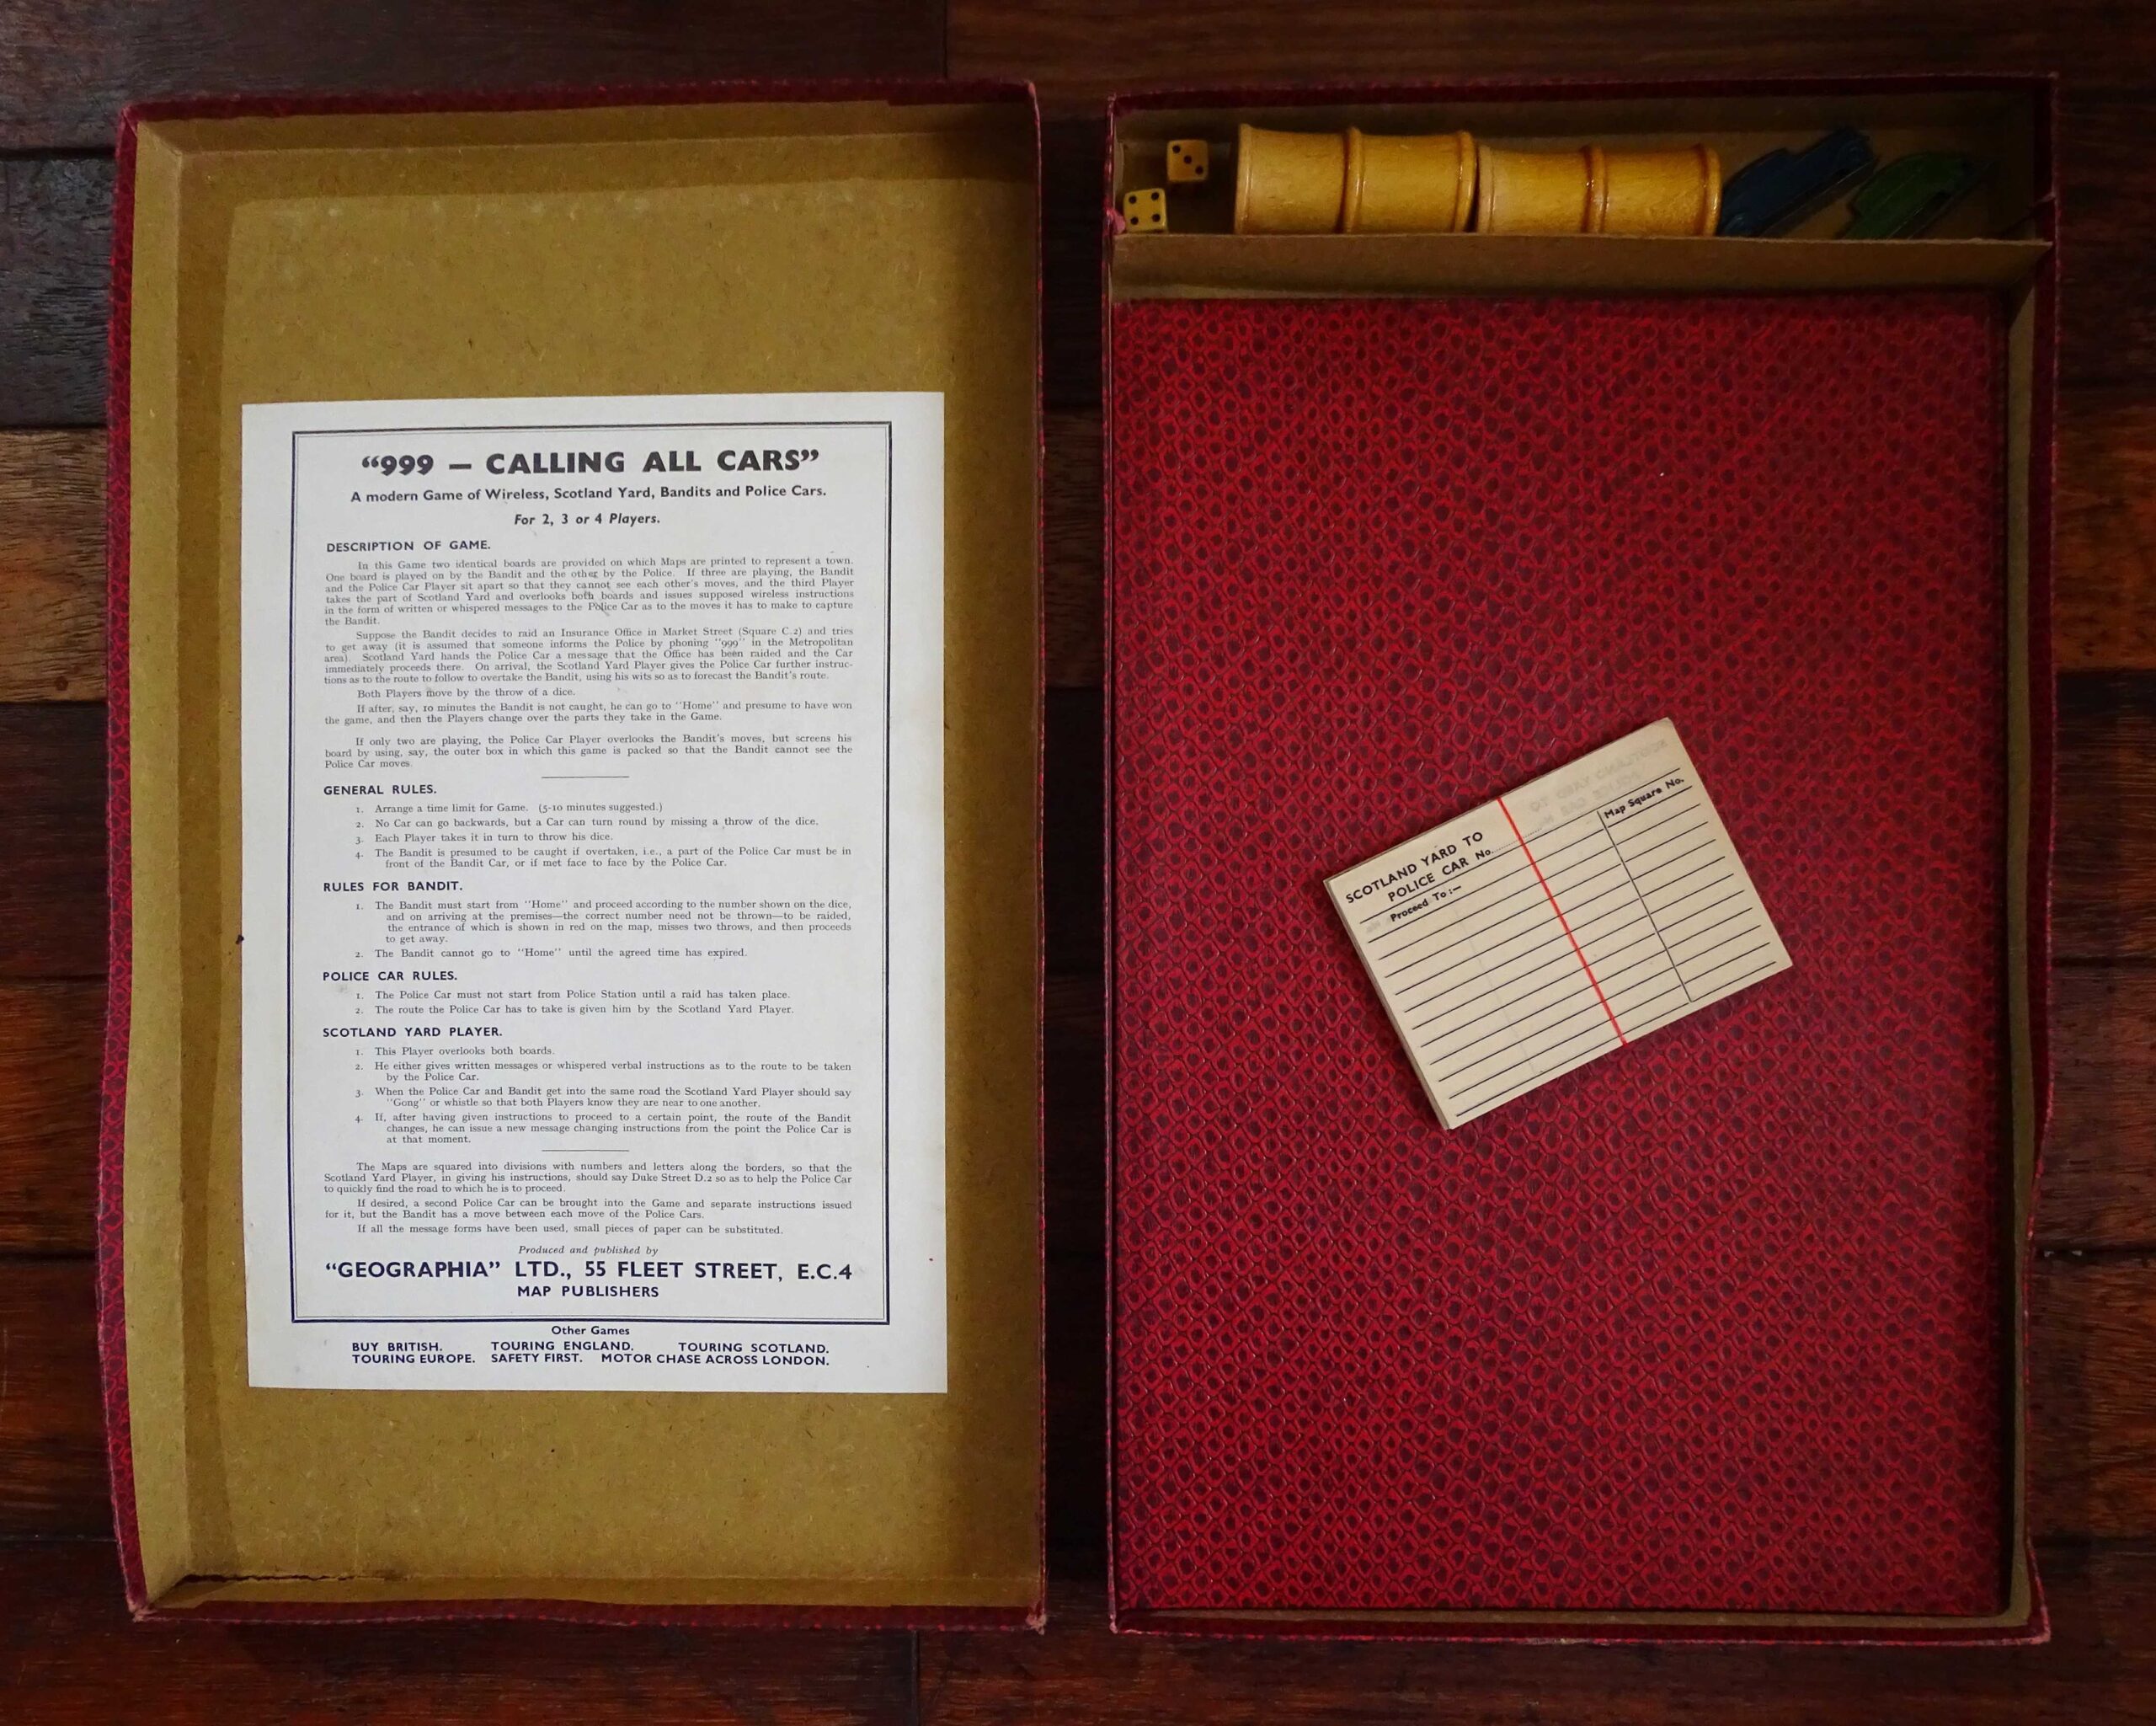 “999 — CALLING ALL CARS”
A modern Game of Wireless, Scotland Yard, Bandits and Police Cars.
For 2, 3 or 4 Players.
DESCRIPTION OF GAME.
In this Game two identical boards are provided on which Maps are printed to represent a town.
One board is played on by the Bandit and the other by the Police. If three are playing, the Bandit
and the Police Car Player sit apart so that they cannot see each other's moves, and the third Player
takes the part of Scotland Yard and overlooks both boards and issues supposed wireless instructions
in the form of written or whispered messages to the Police Car as to the moves it has to make to capture
the Bandit.
Suppose the Bandit decides to raid an Insurance Office in Market Street (Square C.2) and tries
to get away (it is assumed that someone informs the Police by phoning "999" in the Metropolitan
area). Scotland Yard hands the Police Car a message that the Office has been raided and the Car
immediately proceeds there. On arrival, the Scotland Yard Player gives the Police Car further instruc-
tions as to the route to follow to overtake the Bandit, using his wits so as to forecast the Bandit's route.
Both Players move by the throw of a dice.
If after, say, 10 minutes the Bandit is not caught, he can go to "Home" and presume to have won
the game, and then the Players change over the parts they take in the Game.
If only two are playing, the Police Car Player overlooks the Bandit's moves, but screens his
board by using, say, the outer box in which this game is packed so that the Bandit cannot see the
Police Car moves.
GENERAL RULES.
1. Arrange a time limit for Game. (5-10 minutes suggested.)
2. No Car can go backwards, but a Car can turn round by missing a throw of the dice.
3. Each Player takes it in turn to throw his dice.
4. The Bandit is presumed to be caught if overtaken, i.e., a part of the Police Car must be in
front of the Bandit Car, or if met face to face by the Police Car.
RULES FOR BANDIT.
1. The Bandit must start from "Home" and proceed according to the number shown on the dice,
and on arriving at the premises—the correct number need not be thrown—to be raided,
the entrance of which is shown in red on the map, misses two throws, and then proceeds
to get away.
2. The Bandit cannot go to "Home" until the agreed time has expired.
POLICE CAR RULES.
1. The Police Car must not start from Police Station until a raid has taken place.
2. The route the Police Car has to take is given him by the Scotland Yard Player.
SCOTLAND YARD PLAYER.
1. This Player overlooks both boards.
2. He either gives written messages or whispered verbal instructions as to the route to be taken
by the Police Car.
3. When the Police Car and Bandit get into the same road the Scotland Yard Player should say
"Gong" or whistle so that both Players know they are near to one another.
4. If, after having given instructions to proceed to a certain point, the route of the Bandit
changes, he can issue a new message changing instructions from the point the Police Car is
at that moment.
The Maps are squared into divisions with numbers and letters along the borders, so that the
Scotland Yard Player, in giving his instructions, should say Duke Street D.2 so as to help the Police Car
to quickly find the road to which he is to proceed.
If desired, a second Police Car can be brought into the Game and separate instructions issued
for it, but the Bandit has a move between each move of the Police Cars.
If all the message forms have been used, small pieces of paper can be substituted.
Produced and published by
“GEOGRAPHIA” LTD., 55 FLEET STREET, E.C.4
MAP PUBLISHERS
Other Games
BUY BRITISH. TOURING ENGLAND. TOURING SCOTLAND.
TOURING EUROPE. SAFETY FIRST. MOTOR CHASE ACROSS LONDON.
SCOTLAND YARD TO
POLICE CAR No.
Proceed To :—
Map Square No.